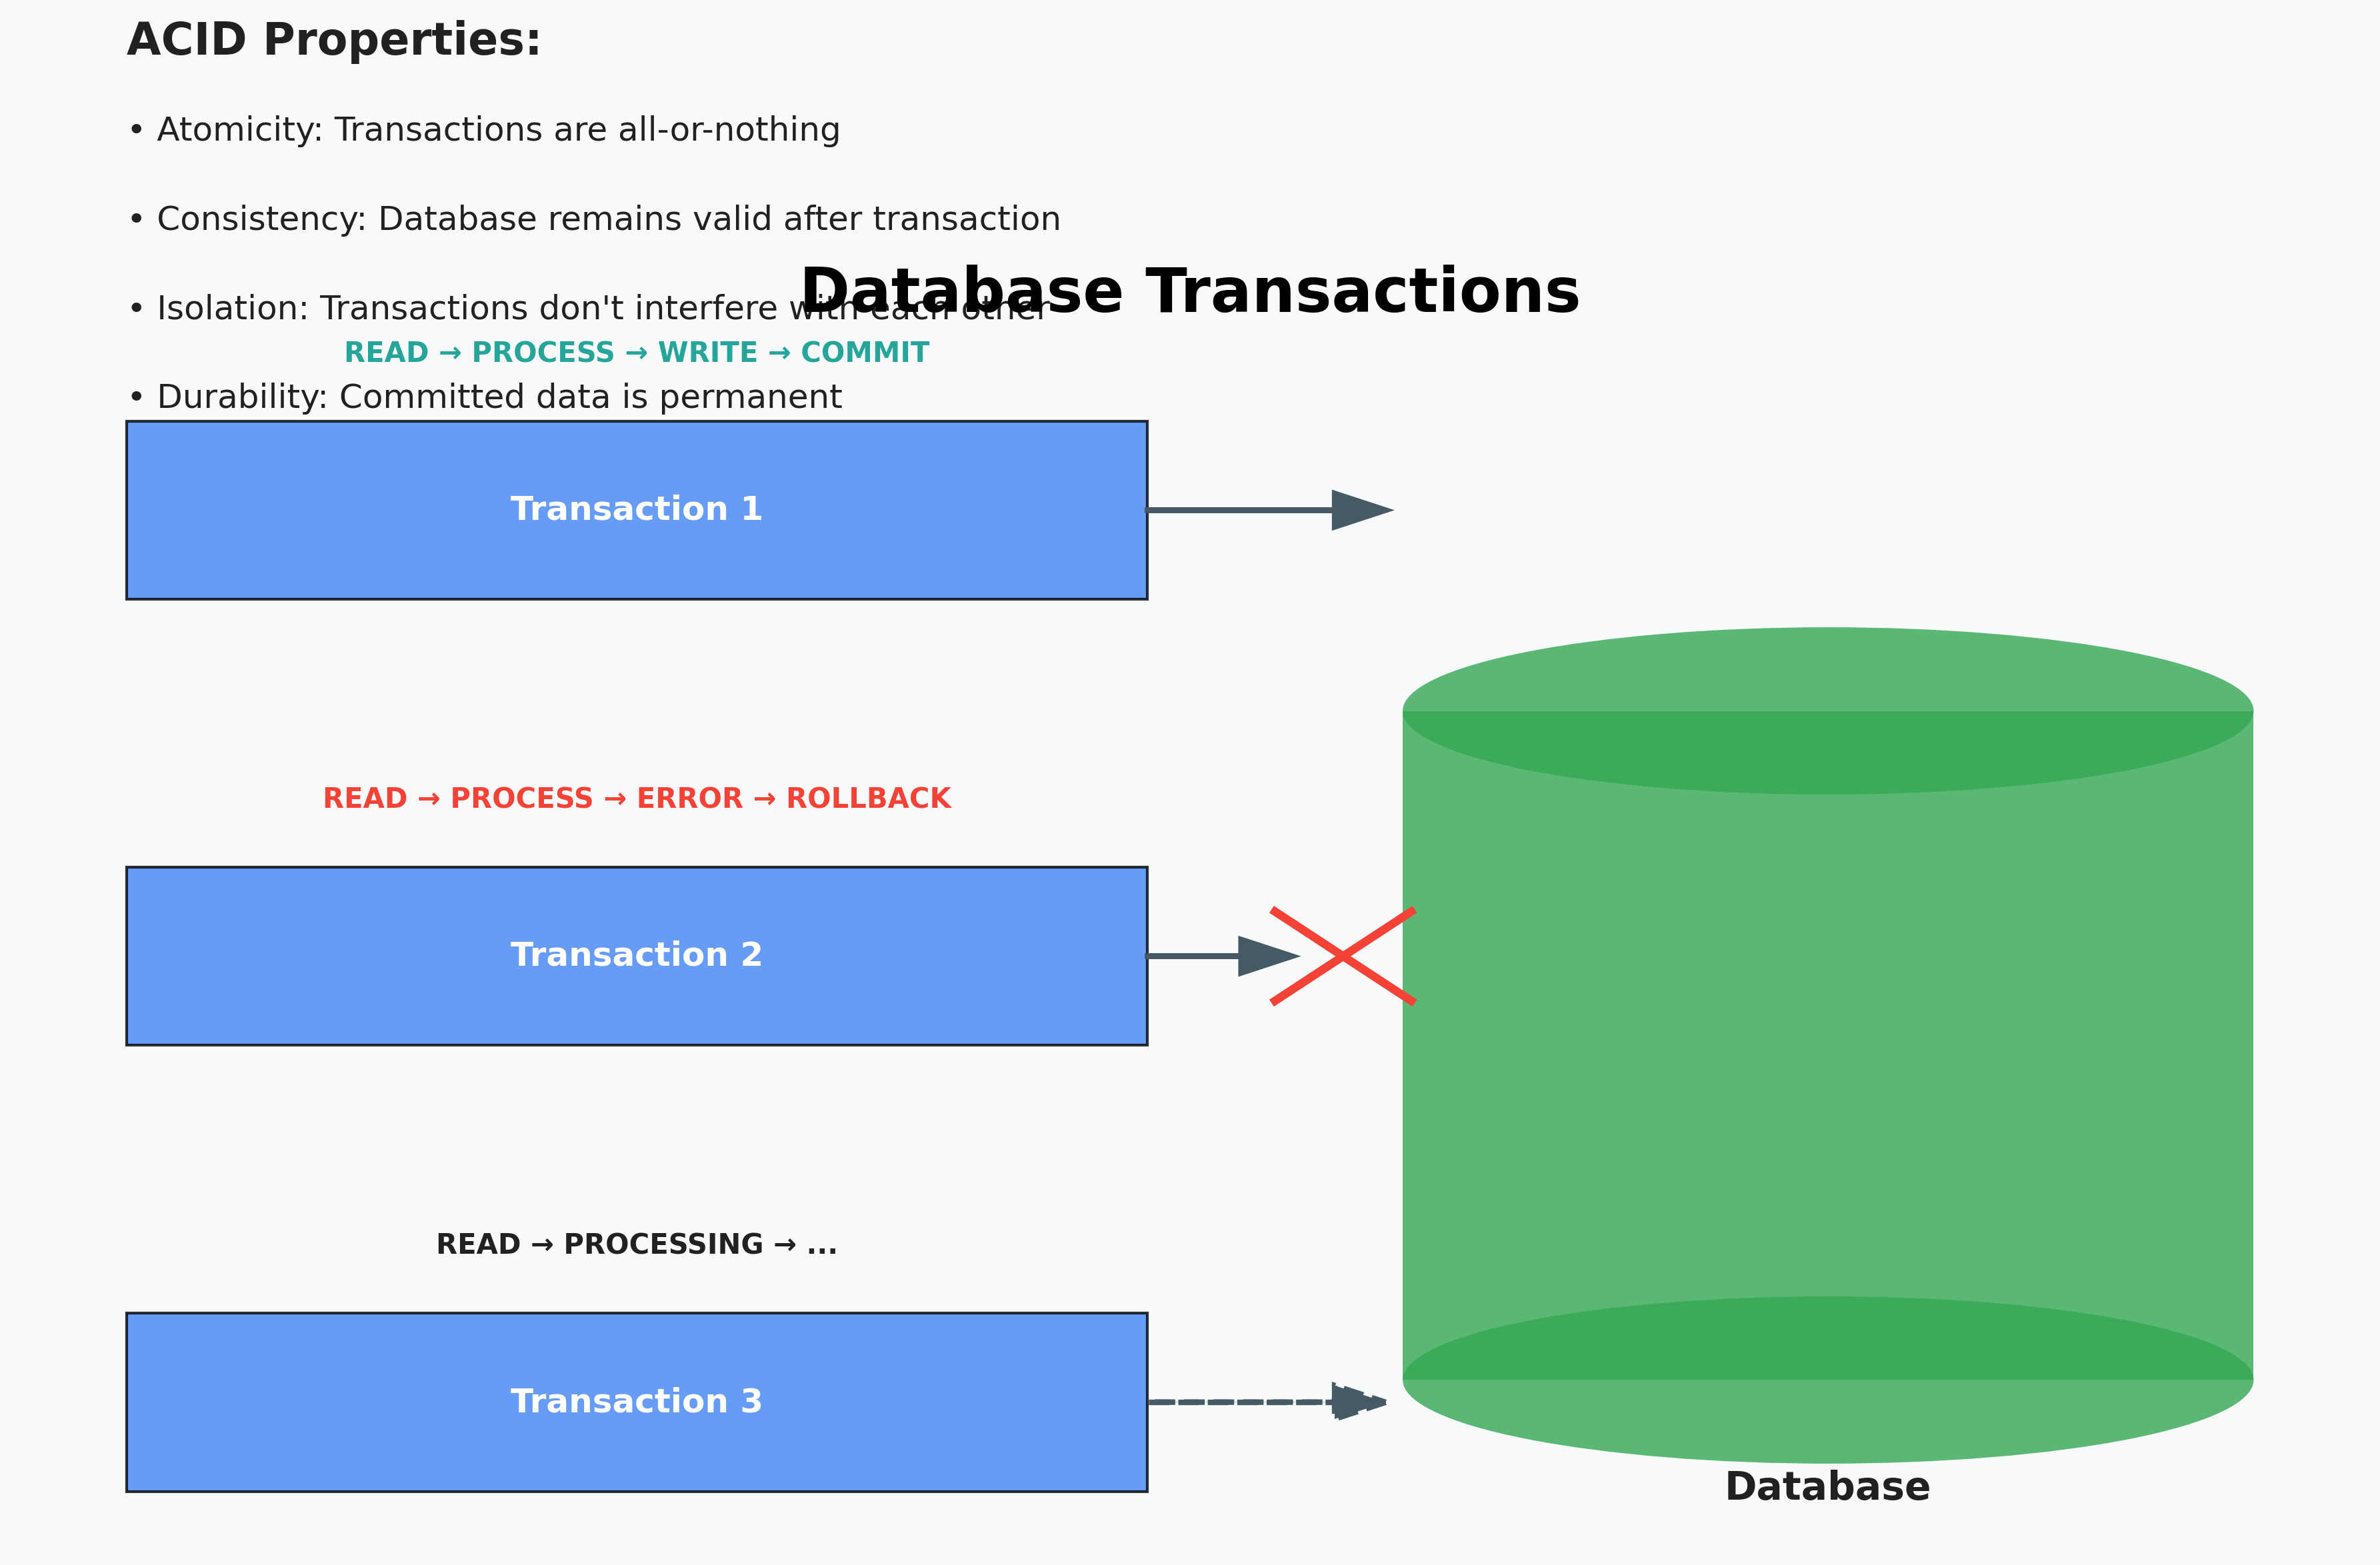 ACID Properties:
• Atomicity: Transactions are all-or-nothing
• Consistency: Database remains valid after transaction
Database Transactions
• Isolation: Transactions don't interfere with each other
READ → PROCESS → WRITE → COMMIT
• Durability: Committed data is permanent
Transaction 1
READ → PROCESS → ERROR → ROLLBACK
Transaction 2
READ → PROCESSING → ...
Transaction 3
Database